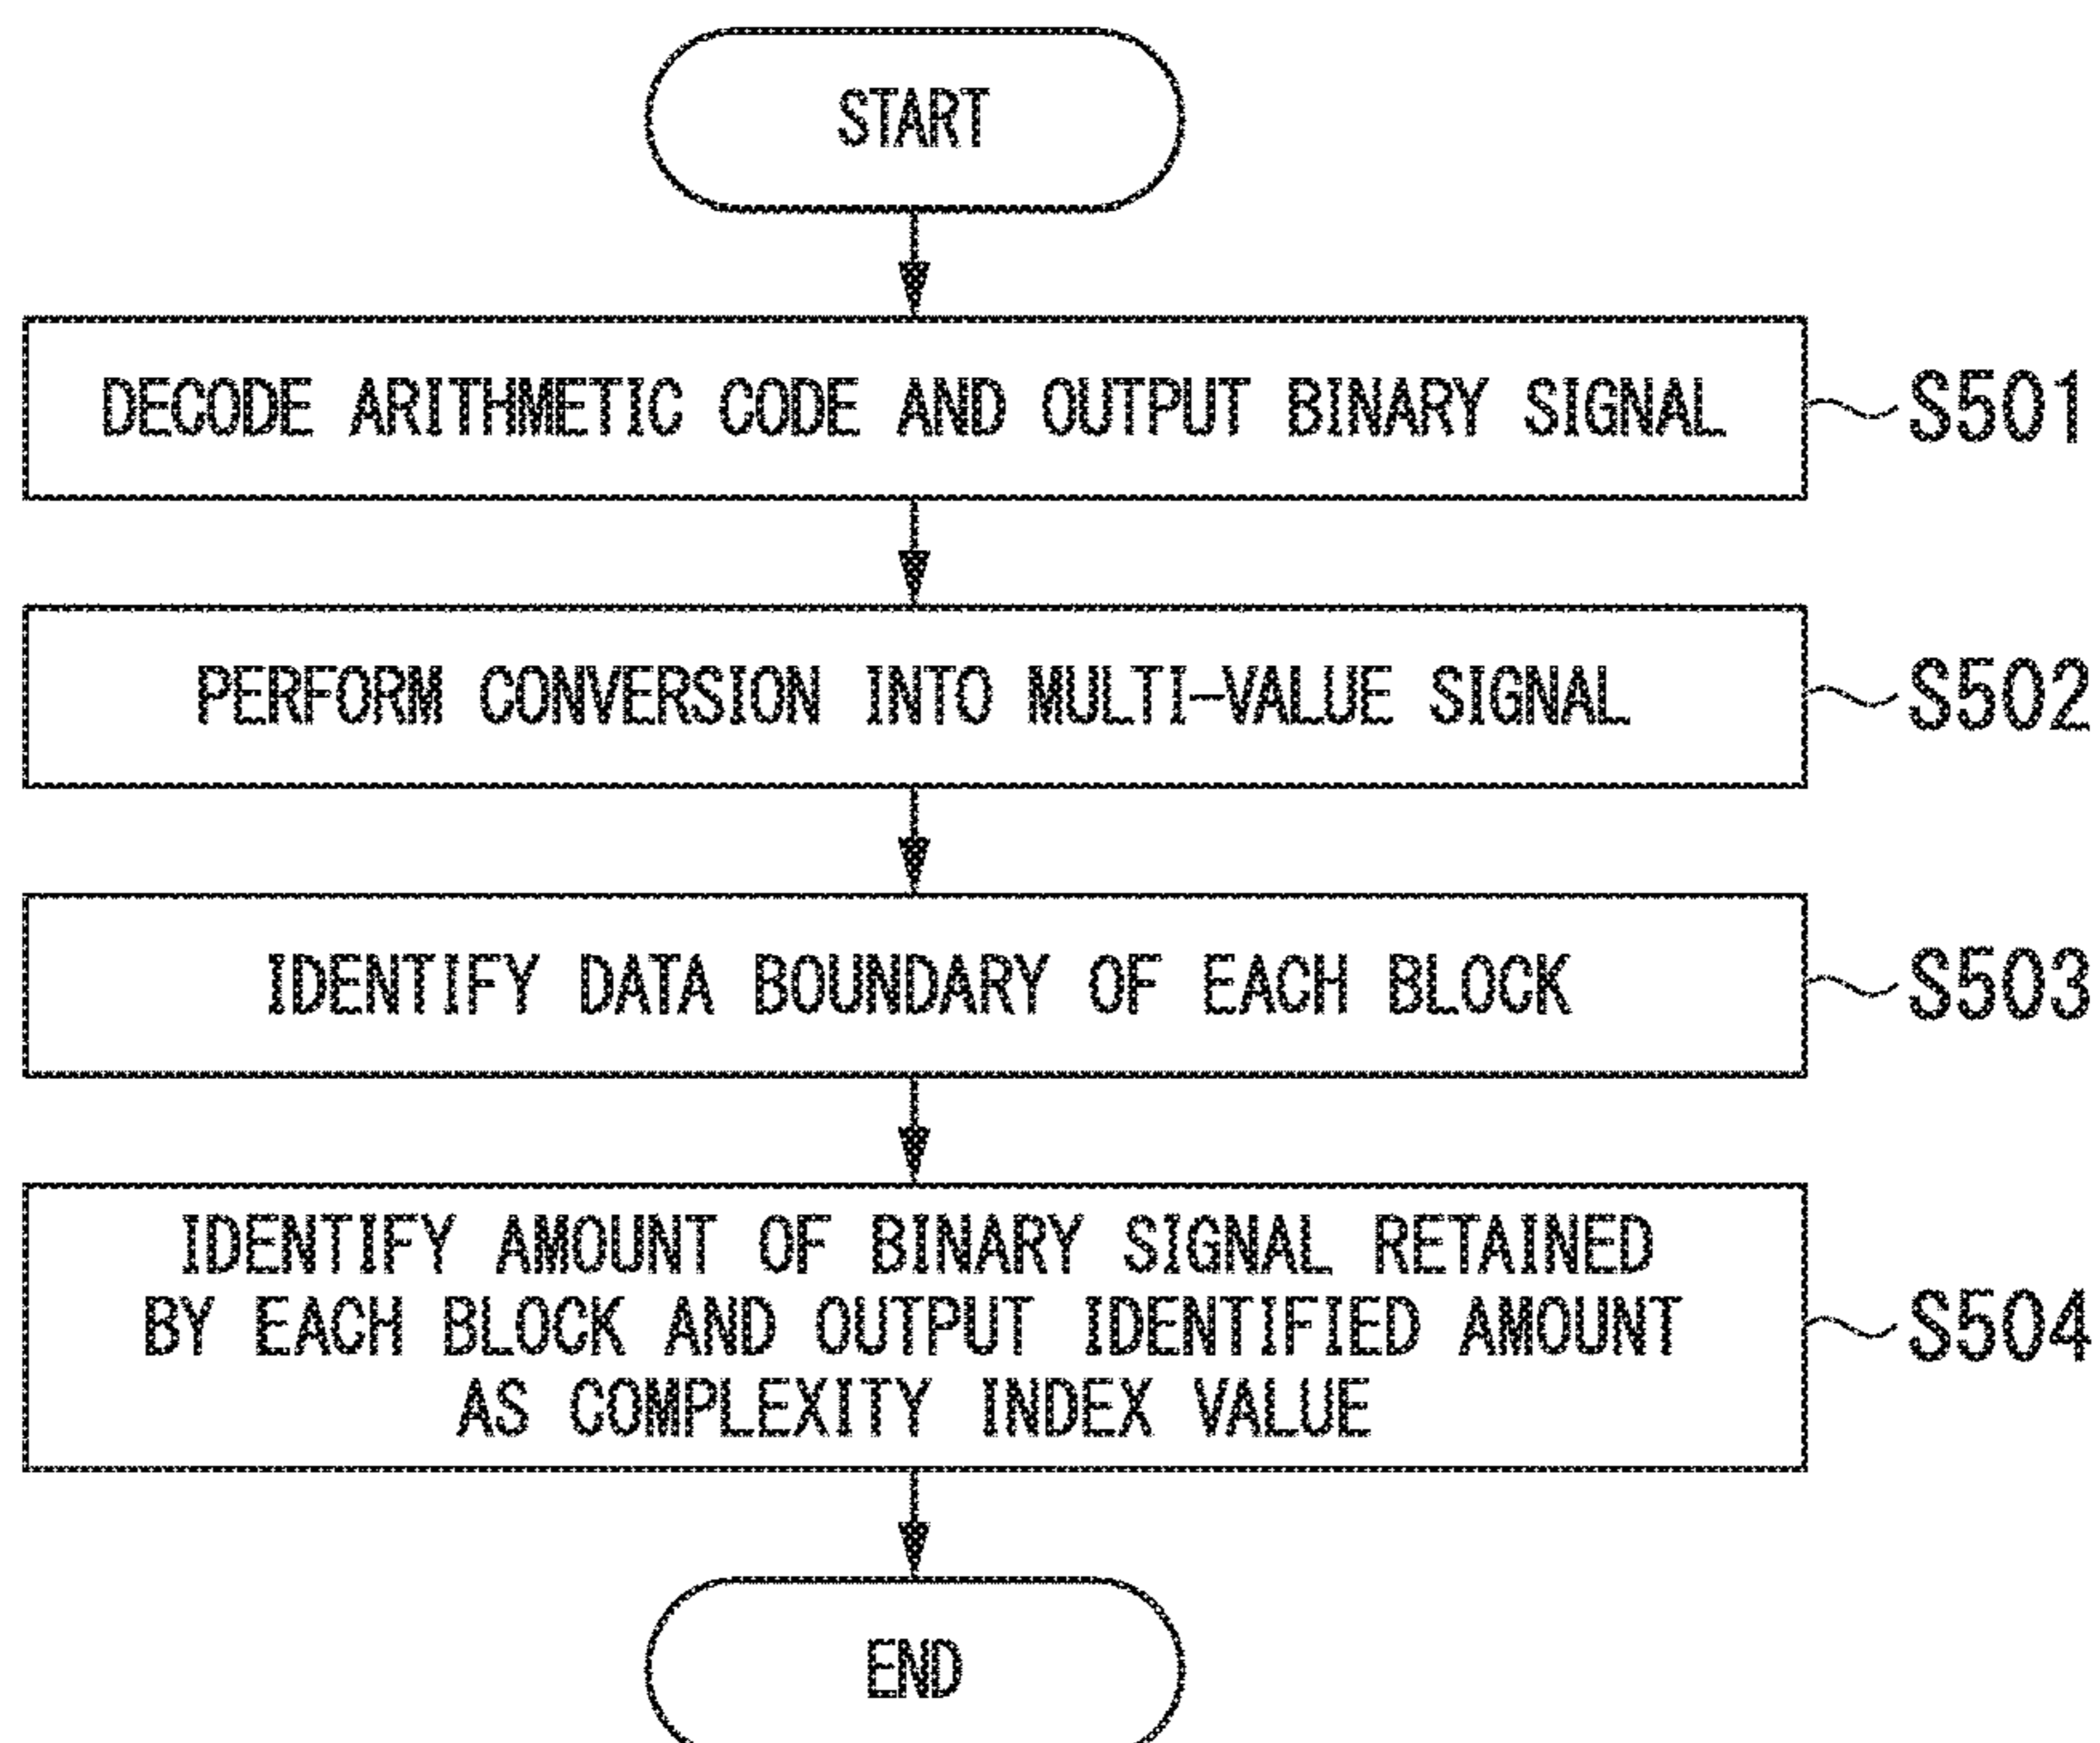 START
DECODE ARITHMETIC CODE AND OUTPUT BINARY SIGNAL
S501
PERFORM CONVERSION INTO MULTI-VALUE SIGNAL
S502
IDENTIFY DATA BOUNDARY OF EACH BLOCK
S503
IDENTIFY AMOUNT OF BINARY SIGNAL RETAINED
BY EACH BLOCK AND OUTPUT IDENTIFIED AMOUNT
AS COMPLEXITY INDEX VALUE
S504
END